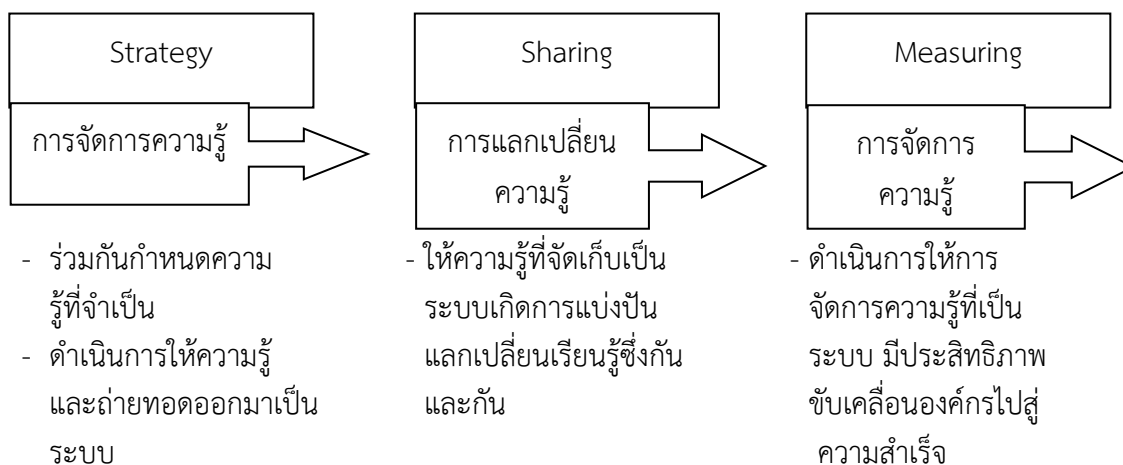 Strategy
การจัดการความรู้
- ร่วมกันกำหนดความ
รู้ที่จำเป็น
- ดำเนินการให้ความรู้
และถ่ายทอดออกมาเป็น
ระบบ
Sharing
การแลกเปลี่ยน
ความรู้
- ให้ความรู้ที่จัดเก็บเป็น
ระบบเกิดการแบ่งปัน
แลกเปลี่ยนเรียนรู้ซึ่งกัน
และกัน
Measuring
การจัดการ
ความรู้
- ดำเนินการให้การ
จัดการความรู้ที่เป็น
ระบบ มีประสิทธิภาพ
ขับเคลื่อนองค์กรไปสู่
ความสำเร็จ